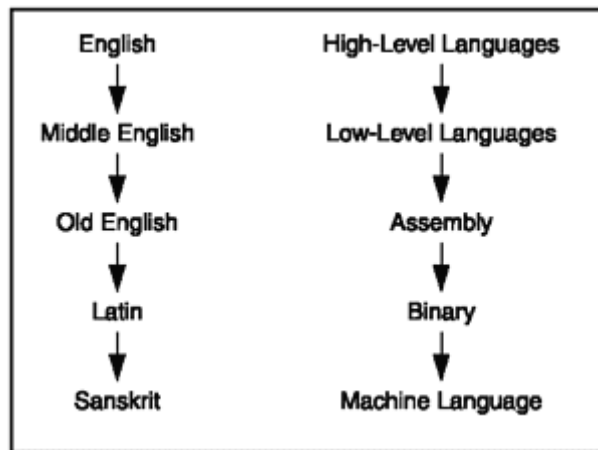 English
Middle English
Old English
Latin
Sanskrit
High-Level Languages
Low-Level Languages
Assembly
Binary
Machine Language